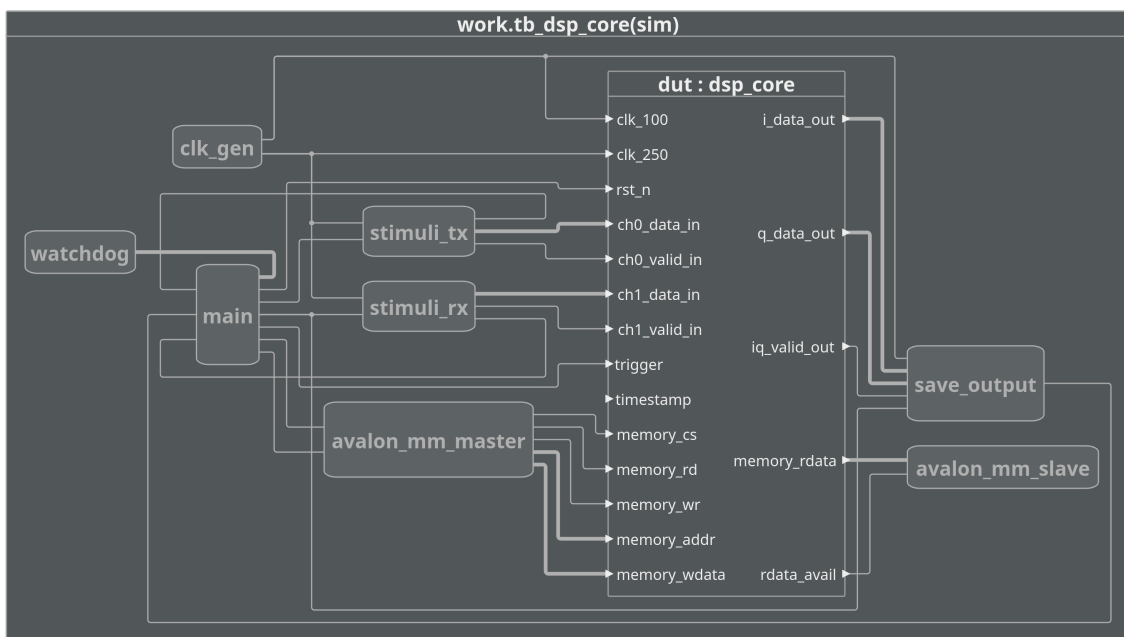 work.tb_dsp_core(sim)
dut : dsp_core
clk_100
i_data_out
clk_gen
clk_250
rst_n
stimuli_tx
ch0_data_in
q_data_out
watchdog
ch0_valid_in
main
stimuli_rx
ch1_data_in
ch1_valid_in
iq_valid_out
trigger
save_output
timestamp
avalon_mm_master
memory_cs
memory_rdata
avalon_mm_slave
memory_rd
memory_wr
memory_addr
memory_wdata
rdata_avail